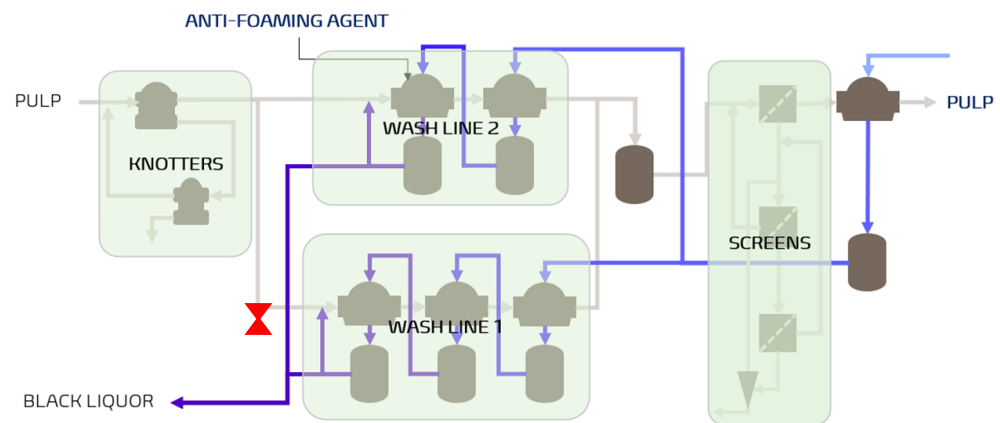 ANTI-FOAMING AGENT
PULP
PULP
WASH LINE 2
KNOTTERS
SCREENS
WASH LINE 1
BLACK LIQUOR